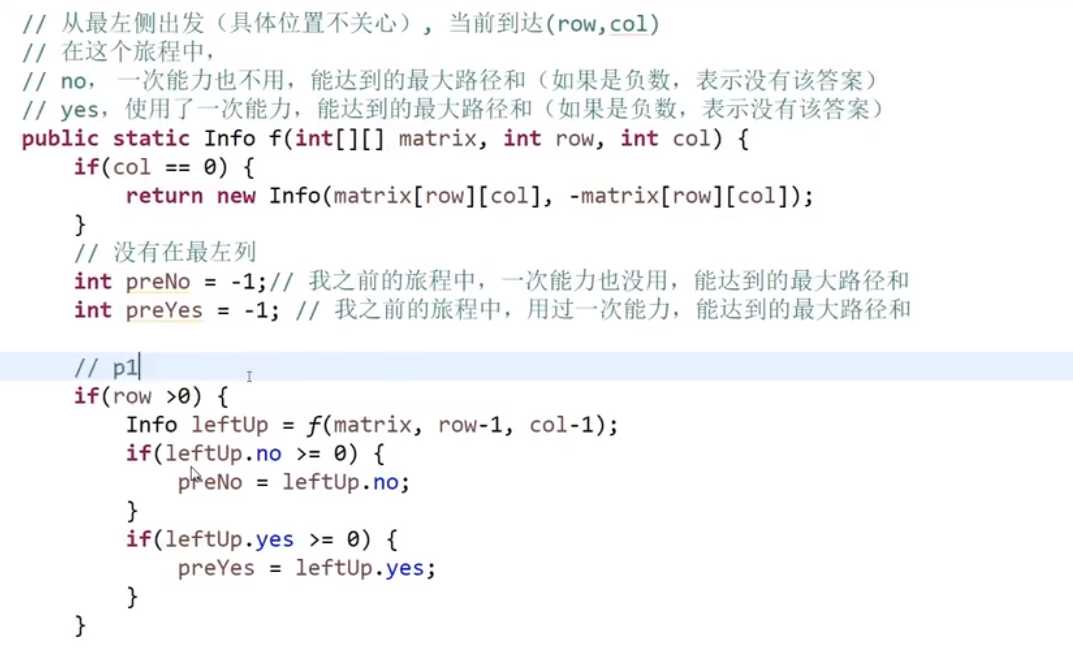 // 从最左侧出发（具体位置不关心）, 当前到达(row,col)
// 在这个旅程中，
// no， 一次能力也不用，能达到的最大路径和（如果是负数，表示没有该答案）
// yes，使用了一次能力，能达到的最大路径和（如果是负数，表示没有该答案）
public static Info f(int[][] matrix, int row, int col) {
    if(col == 0) {
        return new Info(matrix[row][col], -matrix[row][col]);
    }
    // 没有在最左列
    int preNo = -1;// 我之前的旅程中，一次能力也没用，能达到的最大路径和
    int preYes = -1; // 我之前的旅程中，用过一次能力，能达到的最大路径和
    // p1
    if(row >0) {
        Info leftUp = f(matrix, row-1, col-1);
        if(leftUp.no >= 0) {
            preNo = leftUp.no;
        }
        if(leftUp.yes >= 0) {
            preYes = leftUp.yes;
        }
    }